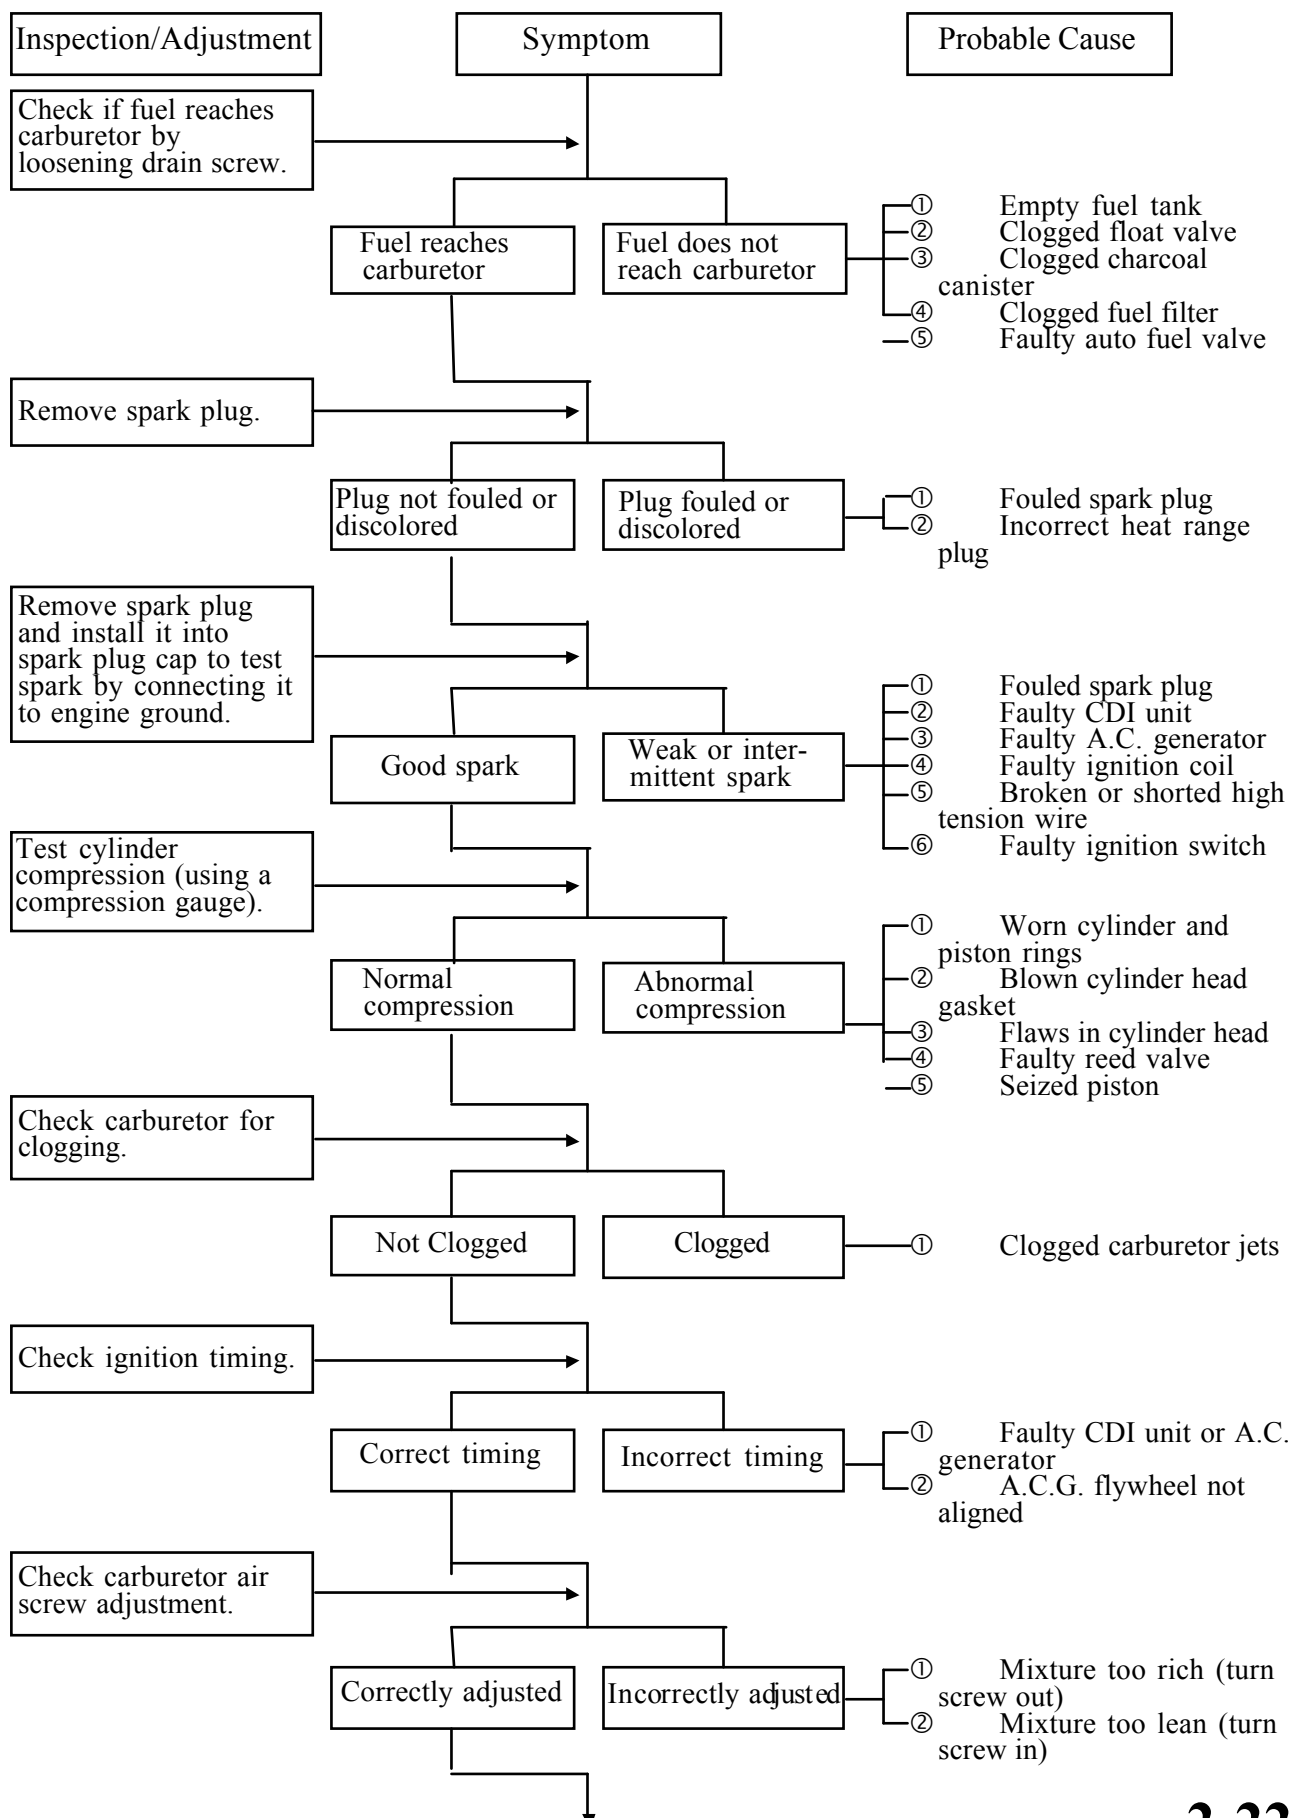 Inspection/Adjustment
Symptom
Probable Cause
Check if fuel reaches
carburetor by
loosening drain screw.
Fuel reaches
carburetor
Fuel does not
reach carburetor
① Empty fuel tank
② Clogged float valve
③ Clogged charcoal
canister
④ Clogged fuel filter
⑤ Faulty auto fuel valve
Remove spark plug.
Plug not fouled or
discolored
Plug fouled or
discolored
① Fouled spark plug
② Incorrect heat range
plug
Remove spark plug
and install it into
spark plug cap to test
spark by connecting it
to engine ground.
Good spark
Weak or inter-
mittent spark
① Fouled spark plug
② Faulty CDI unit
③ Faulty A.C. generator
④ Faulty ignition coil
⑤ Broken or shorted high
tension wire
⑥ Faulty ignition switch
Test cylinder
compression (using a
compression gauge).
Normal
compression
Abnormal
compression
① Worn cylinder and
piston rings
② Blown cylinder head
gasket
③ Flaws in cylinder head
④ Faulty reed valve
⑤ Seized piston
Check carburetor for
clogging.
Not Clogged
Clogged
① Clogged carburetor jets
Check ignition timing.
Correct timing
Incorrect timing
① Faulty CDI unit or A.C.
generator
② A.C.G. flywheel not
aligned
Check carburetor air
screw adjustment.
Correctly adjusted
Incorrectly adjusted
① Mixture too rich (turn
screw out)
② Mixture too lean (turn
screw in)